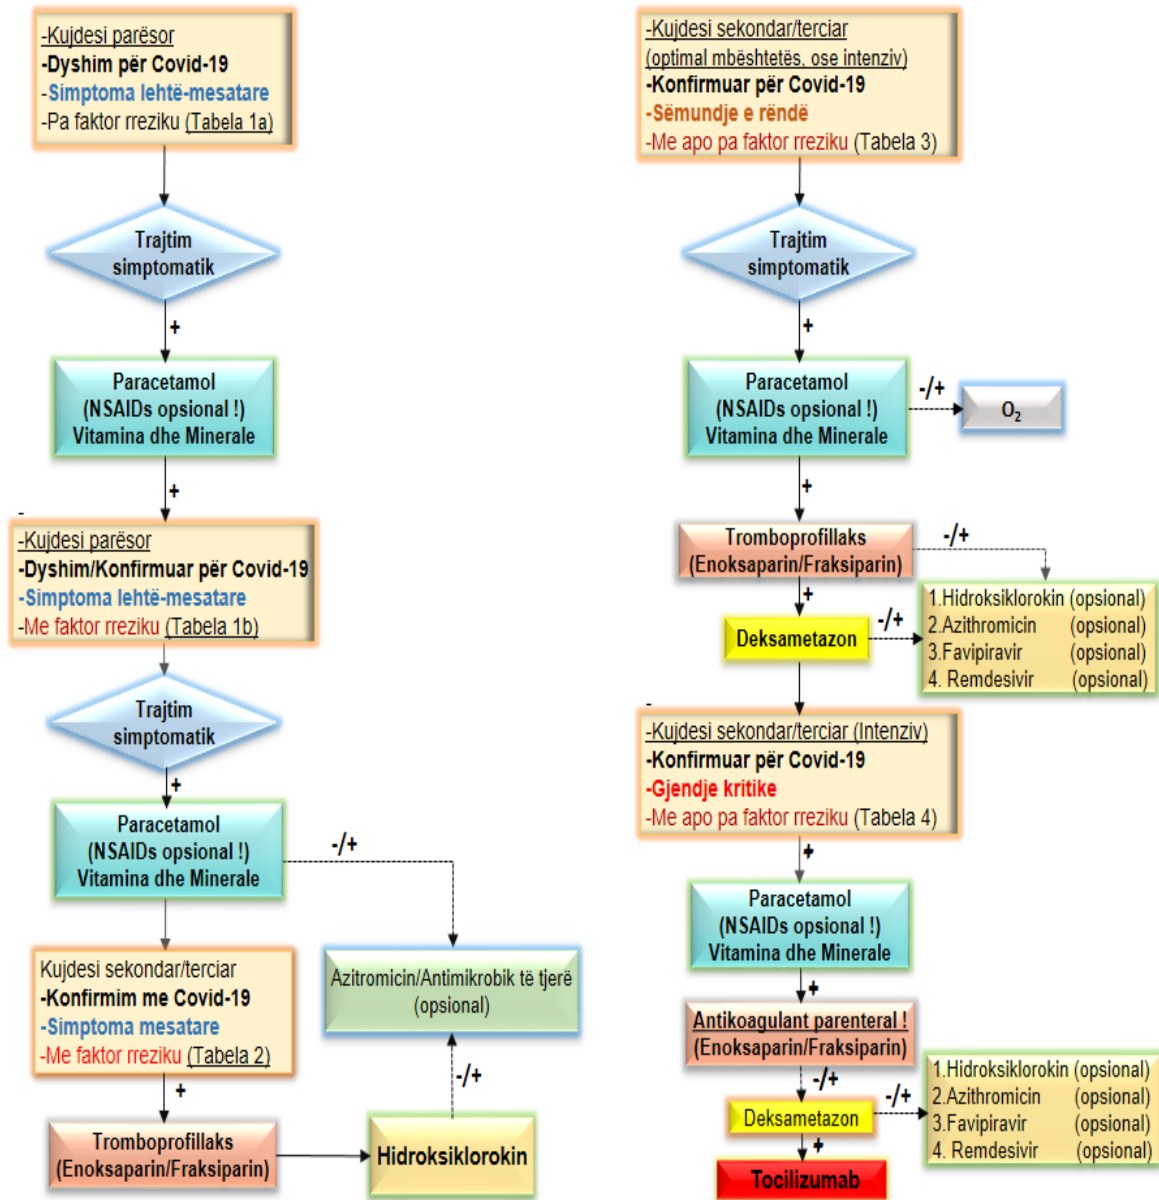 -Kujdesi parësor
-Dyshim për Covid-19
-Simptoma lehtë-mesatare
-Pa faktor rreziku (Tabela 1a)
Trajtim
simptomatik
+
Paracetamol
(NSAIDs opsional !)
Vitamina dhe Minerale
+
-
-Kujdesi parësor
-Dyshim/Konfirmuar për Covid-19
-Simptoma lehtë-mesatare
-Me faktor rreziku (Tabela 1b)
Trajtim
simptomatik
+
Paracetamol
(NSAIDs opsional !)
Vitamina dhe Minerale
-/+
Kujdesi sekondar/terciar
-Konfirmim me Covid-19
-Simptoma mesatare
-Me faktor rreziku (Tabela 2)
Azitromicin/Antimikrobik të tjerë
(opsional)
+
-/+
Tromboprofillaks
(Enoksaparin/Fraksiparin)
Hidroksiklorokin
-Kujdesi sekondar/terciar
(optimal mbështetës, ose intenziv)
-Konfirmuar për Covid-19
-Sëmundje e rëndë
-Me apo pa faktor rreziku (Tabela 3)
Trajtim
simptomatik
+
Paracetamol
(NSAIDs opsional !)
Vitamina dhe Minerale
-/+
O2
+
Tromboprofillaks
(Enoksaparin/Fraksiparin)
-/+
+
Deksametazon
-/+
1.Hidroksiklorokin (opsional)
2.Azithromicin (opsional)
3.Favipiravir (opsional)
4. Remdesivir (opsional)
-
-Kujdesi sekondar/terciar (Intenziv)
-Konfirmuar për Covid-19
-Gjendje kritike
-Me apo pa faktor rreziku (Tabela 4)
+
Paracetamol
(NSAIDs opsional !)
Vitamina dhe Minerale
+
Antikoagulant parenteral !
(Enoksaparin/Fraksiparin)
-/+
Deksametazon
-/+
1.Hidroksiklorokin (opsional)
2.Azithromicin (opsional)
3.Favipiravir (opsional)
4. Remdesivir (opsional)
+
Tocilizumab